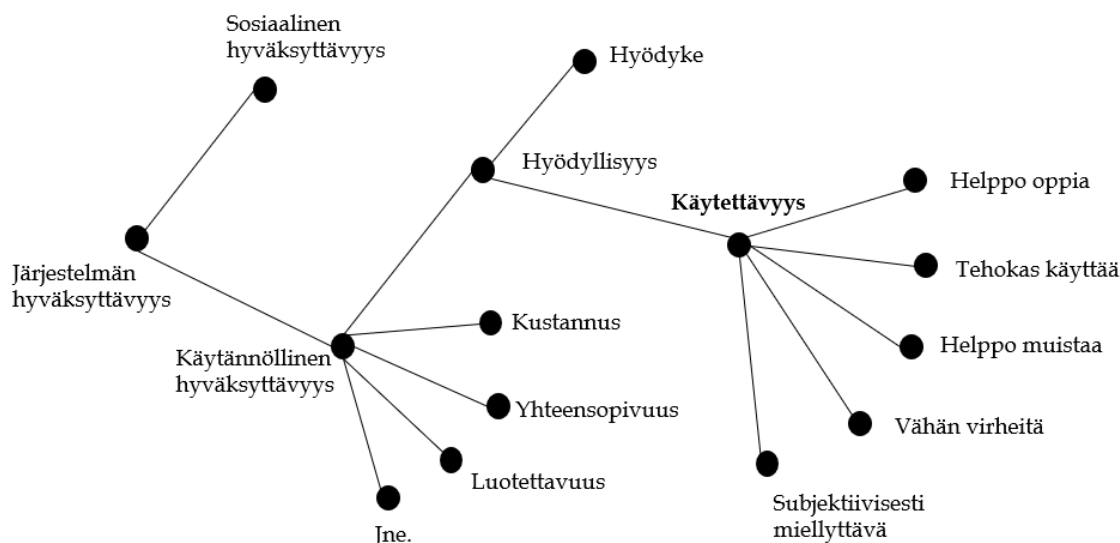 Sosiaalinen
hyväksyttävyys
Hyödyke
Hyödyllisyys
Helppo oppia
Käytettävyys
Järjestelmän
hyväksyttävyys
Tehokas käyttää
Kustannus
Helppo muistaa
Käytännöllinen
hyväksyttävyys
Yhteensopivuus
Vähän virheitä
Luotettavuus
Subjektiivisesti
miellyttävä
Jne.